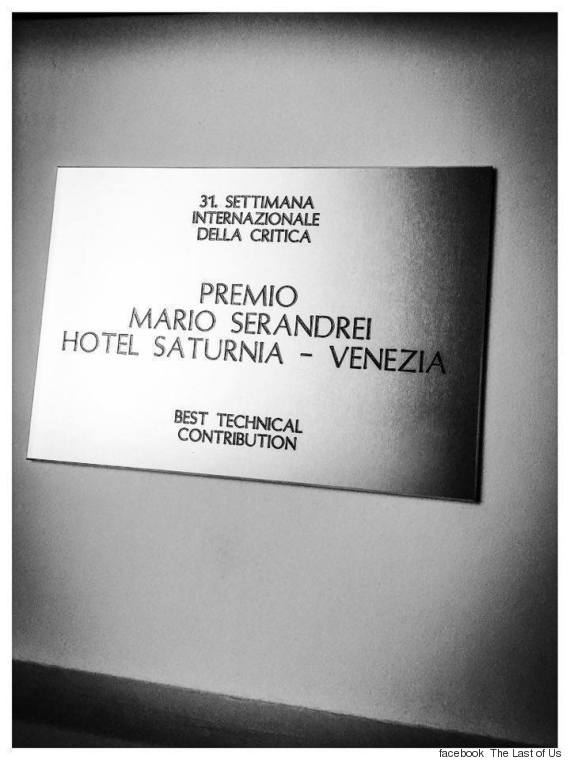 31. SETTIMANA
INTERNAZIONALE
DELLA CRITICA
PREMIO
MARIO SERANDREI
HOTEL SATURNIA - VENEZIA
BEST TECHNICAL
CONTRIBUTION
facebook The Last of Us